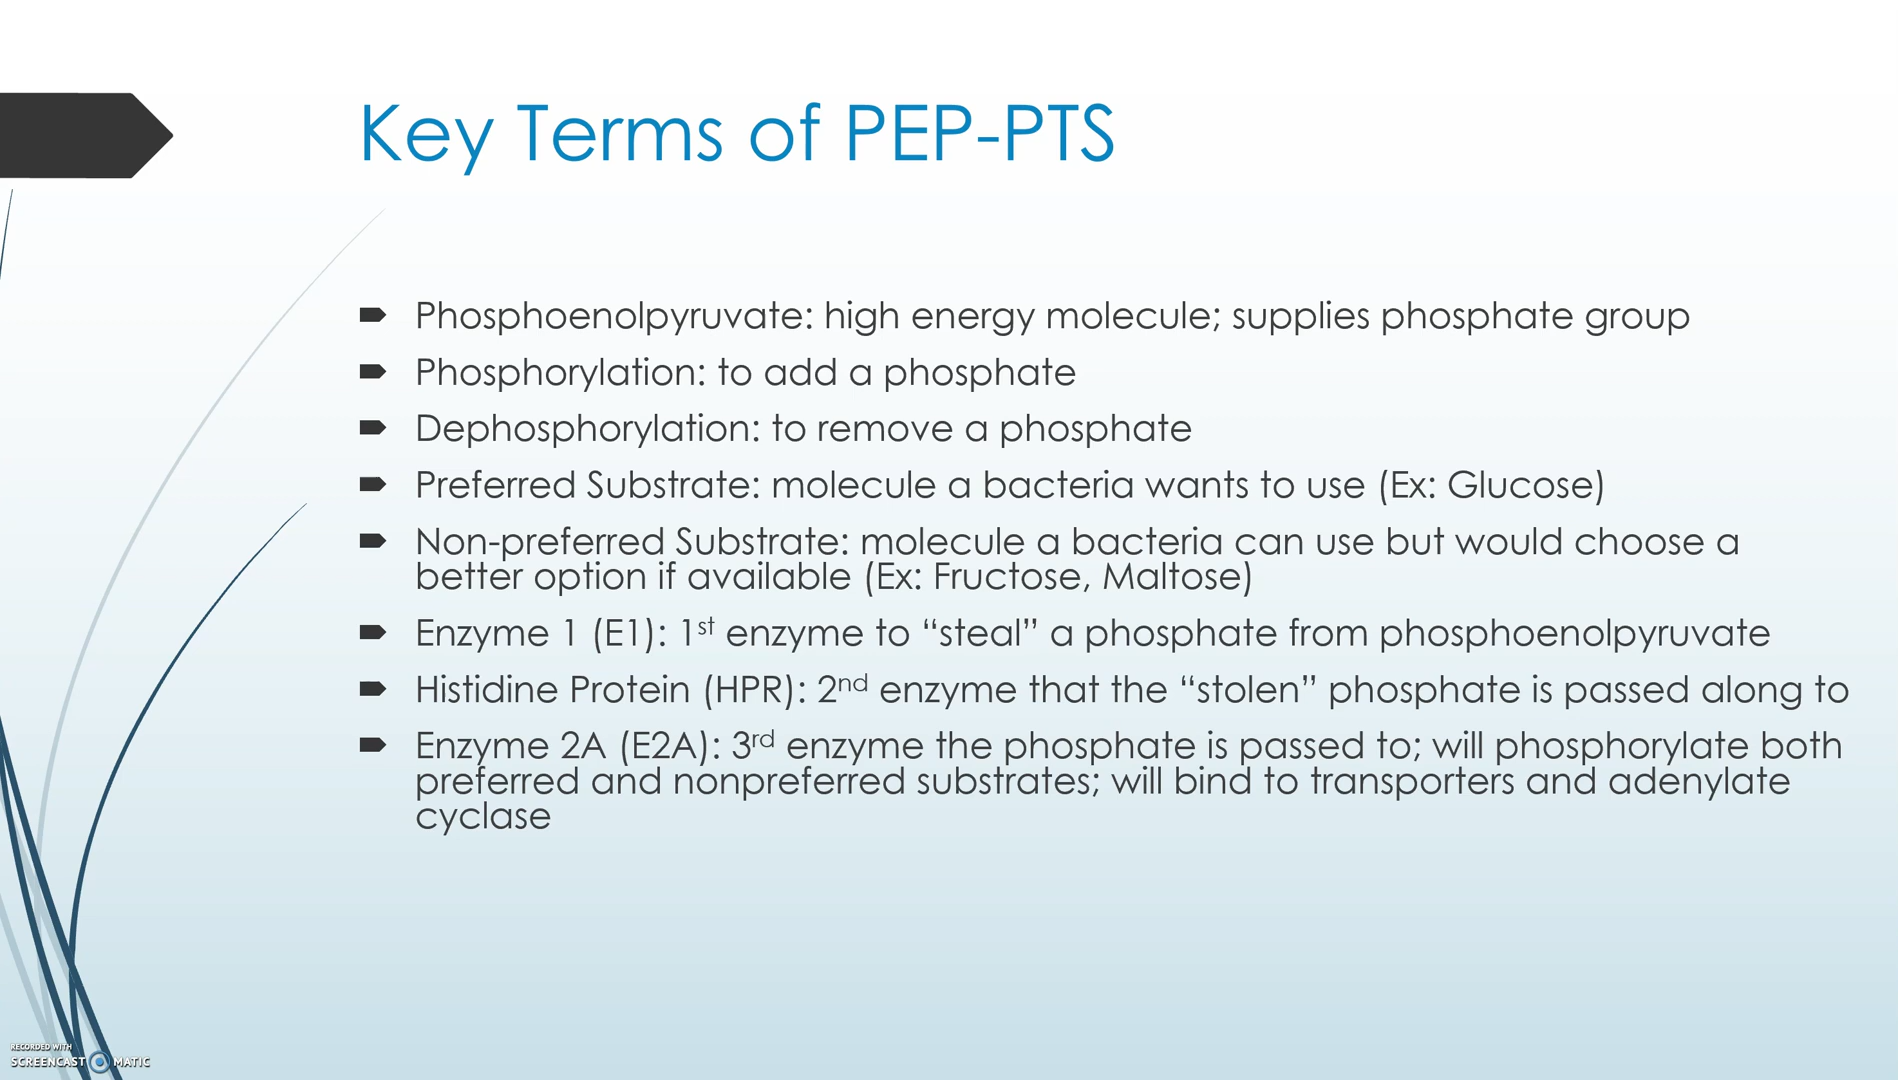 Key Terms of PEP-PTS
Phosphoenolpyruvate: high energy molecule; supplies phosphate group
Phosphorylation: to add a phosphate
Dephosphorylation: to remove a phosphate
Preferred Substrate: molecule a bacteria wants to use (Ex: Glucose)
Non-preferred Substrate: molecule a bacteria can use but would choose a
better option if available (Ex: Fructose, Maltose)
Enzyme 1 (E1): 1st enzyme to “steal” a phosphate from phosphoenolpyruvate
Histidine Protein (HPR): 2nd enzyme that the “stolen” phosphate is passed along to
Enzyme 2A (E2A): 3rd enzyme the phosphate is passed to; will phosphorylate both
preferred and nonpreferred substrates; will bind to transporters and adenylate
cyclase
RECORDED WITH
SCREENCAST MATIC